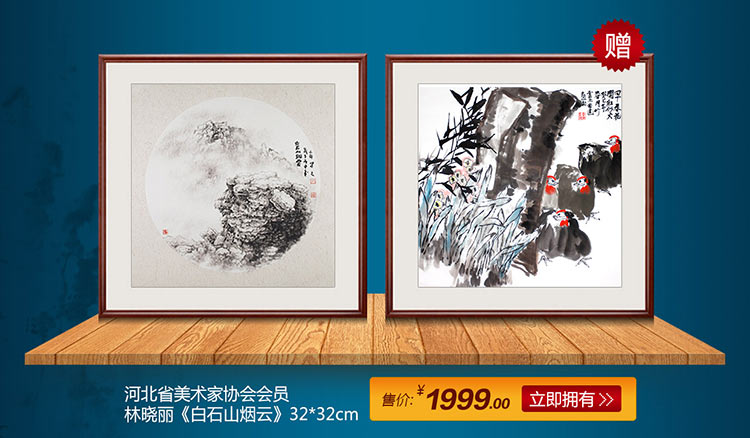 赠
河北省美术家协会会员
林晓丽《白石山烟云》32*32cm
售价:¥1999.00
立即拥有>>